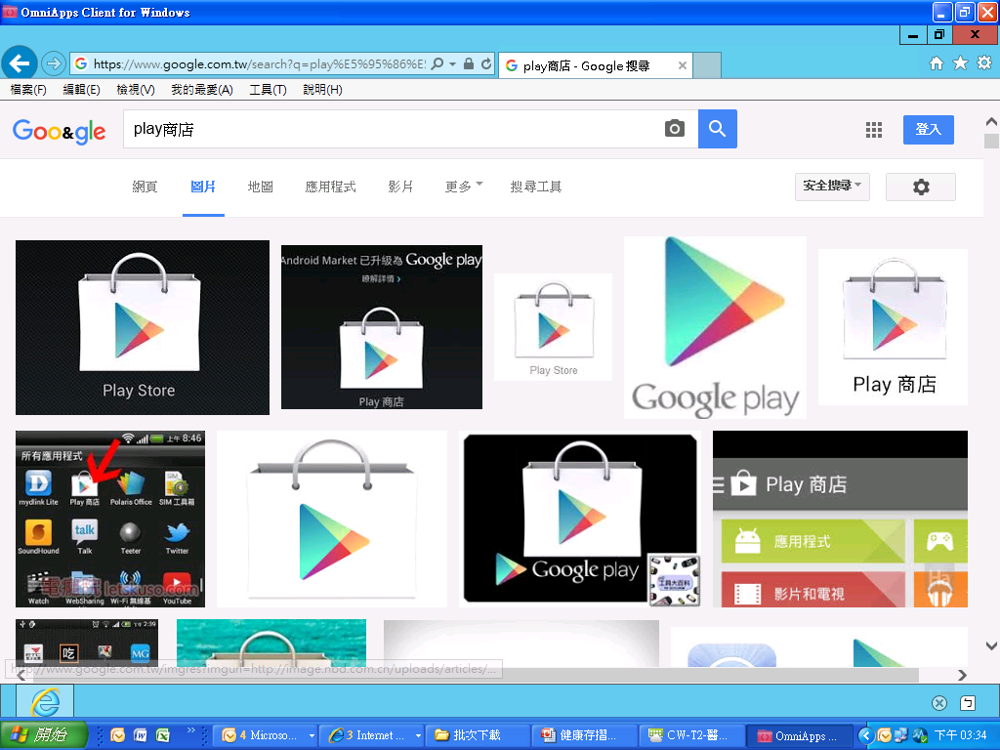 OmniApps Client for Windows
https://www.google.com.tw/search?q=play%E5%95%86%E!
play商店 - Google 搜尋
檔案(F) 編輯(E) 檢視(V) 我的最愛(A) 工具(T) 說明(H)
Goo&gle
play商店
登入
網頁 圖片 地圖 應用程式 影片 更多 搜尋工具
安全搜尋
Play Store
Android Market 已升級為 Google play
瞭解詳情 ›
Play 商店
Play Store
Google play
Play 商店
上午 8:46
所有應用程式
mydlink Lite Play 商店 Polaris Office SIM 工具箱
talk
SoundHound Talk Teeter Twitter
Watch WebSharing Wi-Fi 無線基 YouTube
letskuso.com
Google play
工具大百科
Play 商店
應用程式
影片和電視
下午 2:39
吃
MG
http://www.google.com.tw/imgres?imgurl=http://image.nbd.com.cn/uploads/articles/...
開始
4 Microso...
3 Internet ...
批次下載
健康存摺...
CW-T2-醫...
OmniApps ...
下午 03:34